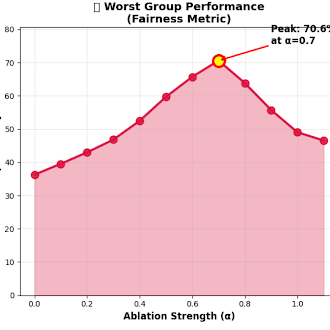 Worst Group Performance
(Fairness Metric)
Peak: 70.6%
at α=0.7
80
70
60
50
40
30
20
10
0
0.0 0.2 0.4 0.6 0.8 1.0
Ablation Strength (α)